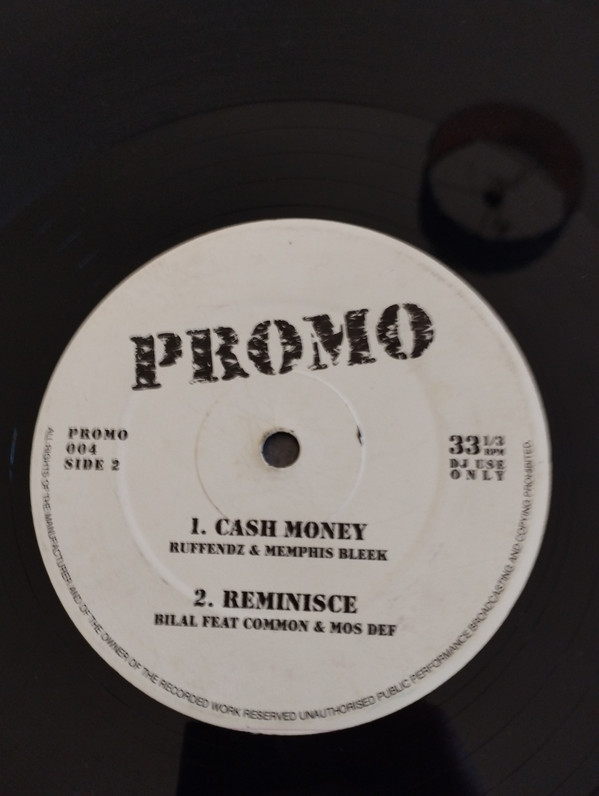 PROMO
PROMO
004
SIDE 2
33 1/3
RPM
DJ USE
ONLY
1. CASH MONEY
RUFFENDZ & MEMPHIS BLEEK
2. REMINISCE
BILAL FEAT COMMON & MOS DEF
ALL RIGHTS OF THE MANUFACTURER AND OF THE OWNER OF THE RECORDED WORK RESERVED UNAUTHORISED PUBLIC PERFORMANCE BROADCASTING AND COPYING PROHIBITED.